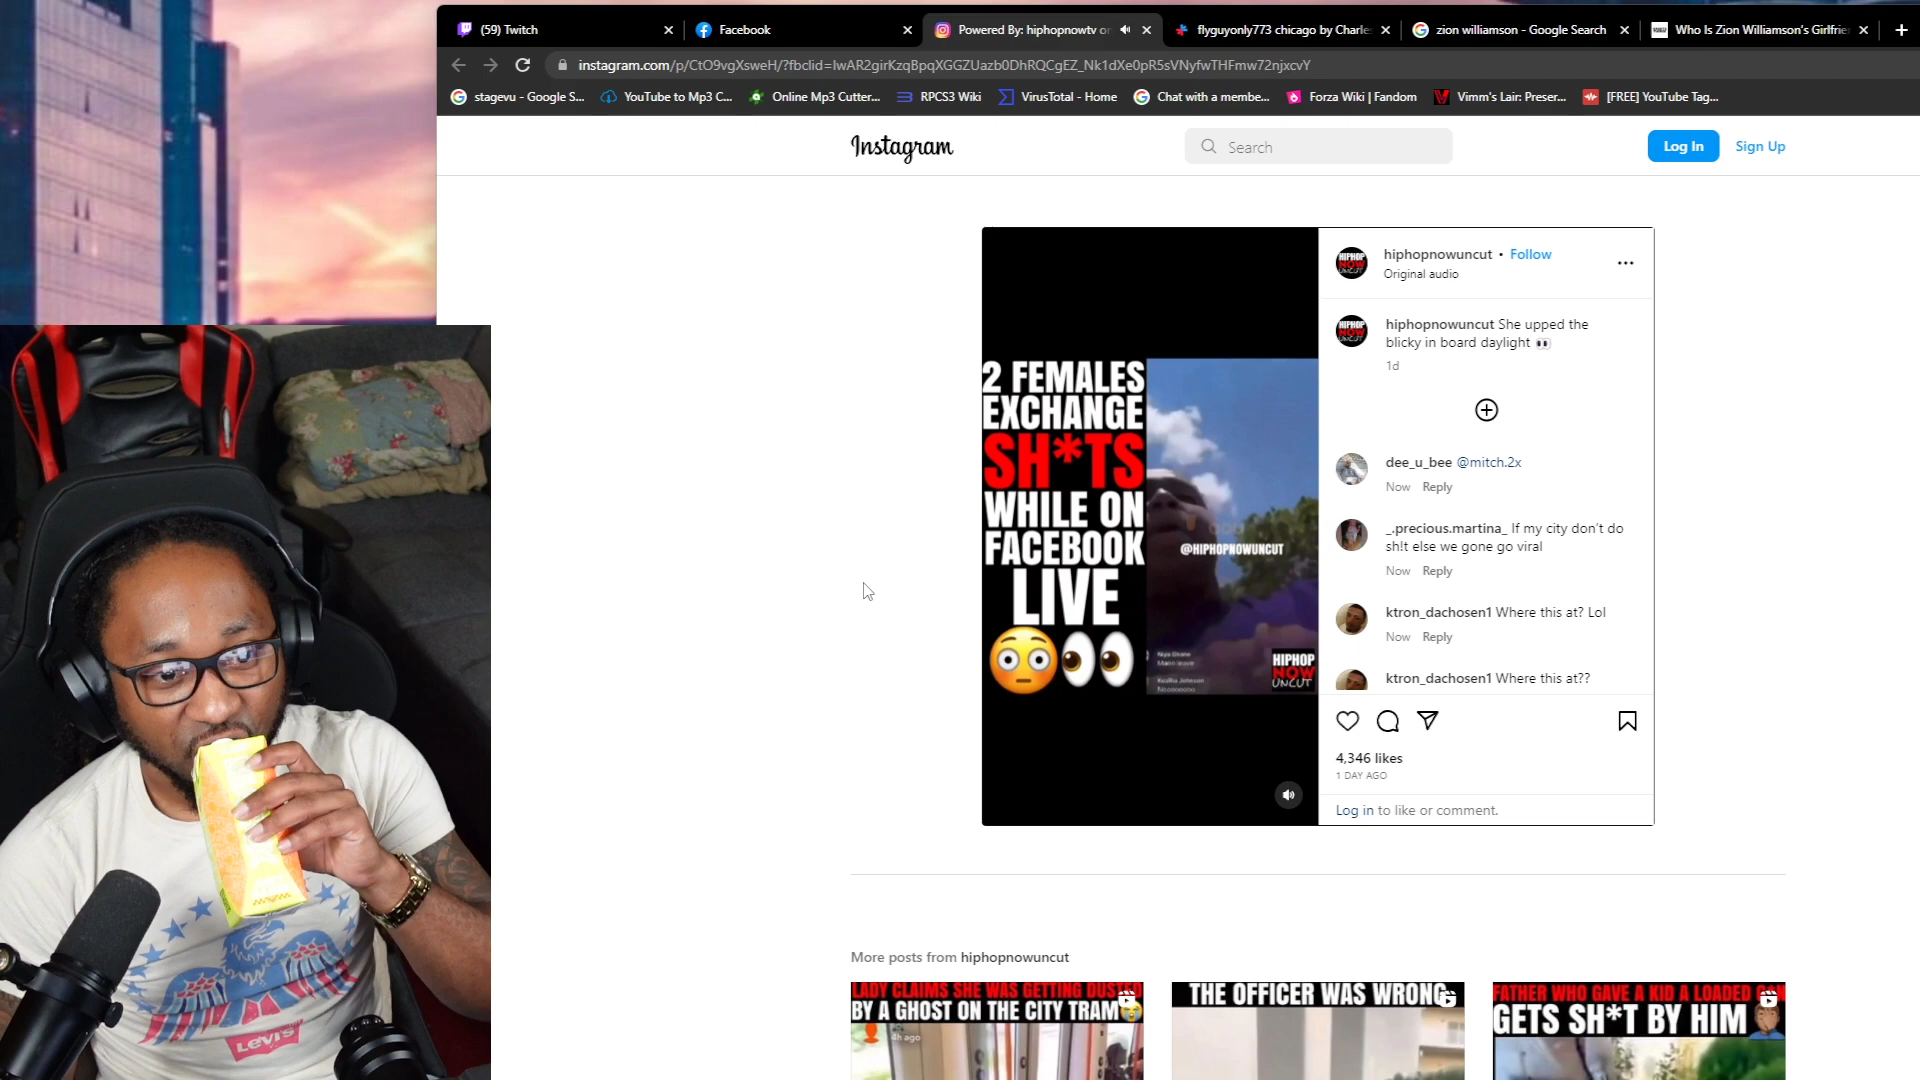 (59) Twitch
Facebook
Powered By: hiphopnowtv or
flyguyonly773 chicago by Charle
zion williamson - Google Search
Who Is Zion Williamson's Girlfrie
instagram.com/p/CtO9vgXsweH/?fbclid=IwAR2girKzqBpqXGGZUazb0DhRQCgEZ_Nk1dXe0pR5sVNyfwTHFmw72njxcvY
stagevu - Google S...
YouTube to Mp3 C...
Online Mp3 Cutter...
RPCS3 Wiki
VirusTotal - Home
Chat with a membe...
Forza Wiki | Fandom
Vimm's Lair: Preser...
[FREE] YouTube Tag...
Instagram
Search
Log In
Sign Up
2 FEMALES
EXCHANGE
SH*TS
WHILE ON
FACEBOOK
LIVE
@HIPHOPNOWUNCUT
HIPHOP
NOW
UNCUT
hiphopnowuncut • Follow
Original audio
hiphopnowuncut She upped the
blicky in board daylight
1d
dee_u_bee @mitch.2x
Now Reply
_.precious.martina_ If my city don't do
sh!t else we gone go viral
Now Reply
ktron_dachosen1 Where this at? Lol
Now Reply
ktron_dachosen1 Where this at??
4,346 likes
1 DAY AGO
Log in to like or comment.
More posts from hiphopnowuncut
LADY CLAIMS SHE WAS GETTING
BY A GHOST ON THE CITY TRAM
4h ago
THE OFFICER WAS WRONG
FATHER WHO GAVE A KID A LOADED
GETS SH*T BY HIM
Levi's